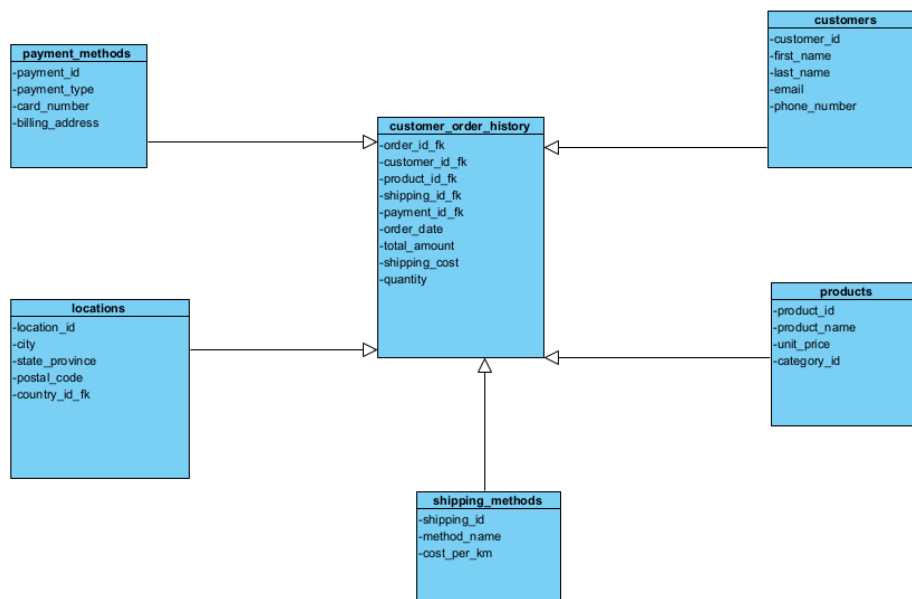 payment_methods
-payment_id
-payment_type
-card_number
-billing_address
customers
-customer_id
-first_name
-last_name
-email
-phone_number
customer_order_history
-order_id_fk
-customer_id_fk
-product_id_fk
-shipping_id_fk
-payment_id_fk
-order_date
-total_amount
-shipping_cost
-quantity
locations
-location_id
-city
-state_province
-postal_code
-country_id_fk
products
-product_id
-product_name
-unit_price
-category_id
shipping_methods
-shipping_id
-method_name
-cost_per_km